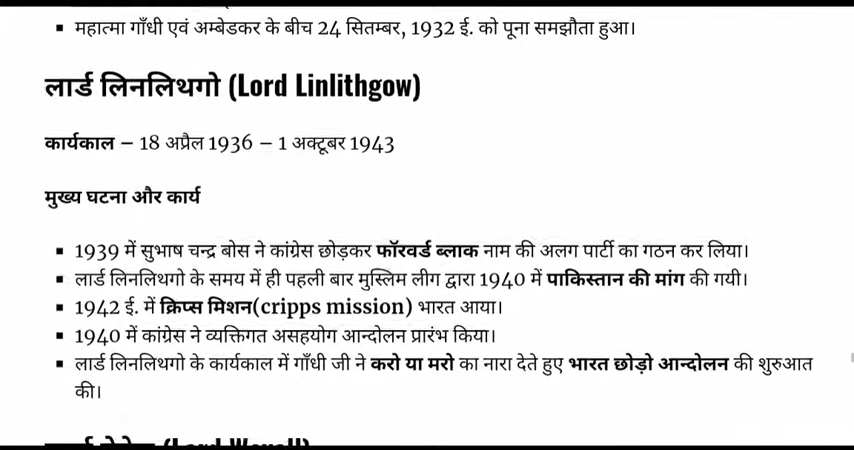 ▪ महात्मा गाँधी एवं अम्बेडकर के बीच 24 सितम्बर, 1932 ई. को पूना समझौता हुआ।
लार्ड लिनलिथगो (Lord Linlithgow)
कार्यकाल – 18 अप्रैल 1936 – 1 अक्टूबर 1943
मुख्य घटना और कार्य
▪ 1939 में सुभाष चन्द्र बोस ने कांग्रेस छोड़कर फॉरवर्ड ब्लाक नाम की अलग पार्टी का गठन कर लिया।
▪ लार्ड लिनलिथगो के समय में ही पहली बार मुस्लिम लीग द्वारा 1940 में पाकिस्तान की मांग की गयी।
▪ 1942 ई. में क्रिप्स मिशन(cripps mission) भारत आया।
▪ 1940 में कांग्रेस ने व्यक्तिगत असहयोग आन्दोलन प्रारंभ किया।
▪ लार्ड लिनलिथगो के कार्यकाल में गाँधी जी ने करो या मरो का नारा देते हुए भारत छोड़ो आन्दोलन की शुरुआत
की।